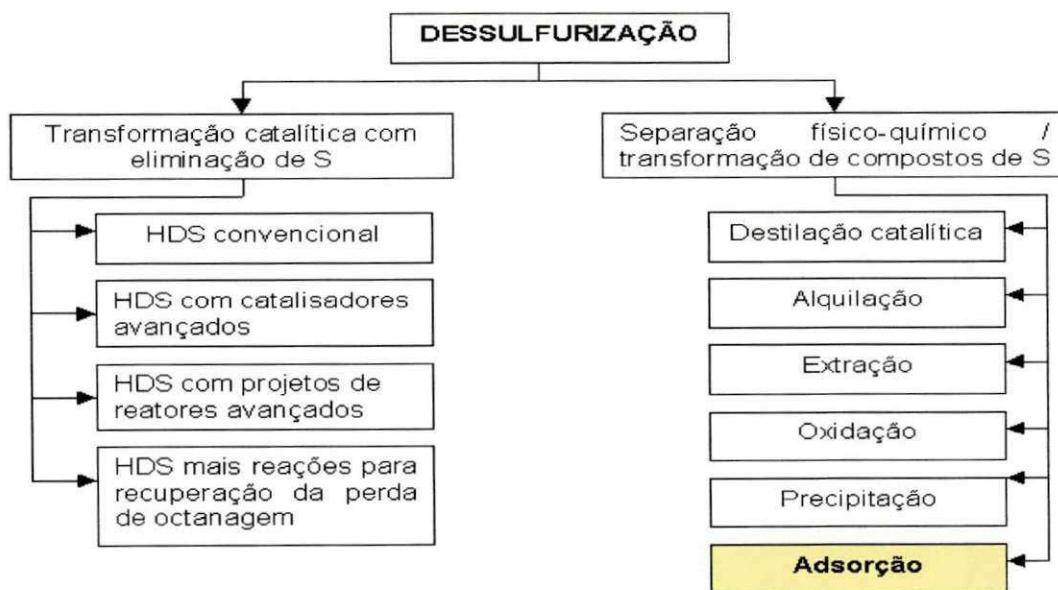 DESSULFURIZAÇÃO
Transformação catalítica com
eliminação de S
HDS convencional
HDS com catalisadores
avançados
HDS com projetos de
reatores avançados
HDS mais reações para
recuperação da perda
de octanagem
Separação físico-químico /
transformação de compostos de S
Destilação catalítica
Alquilação
Extração
Oxidação
Precipitação
Adsorção